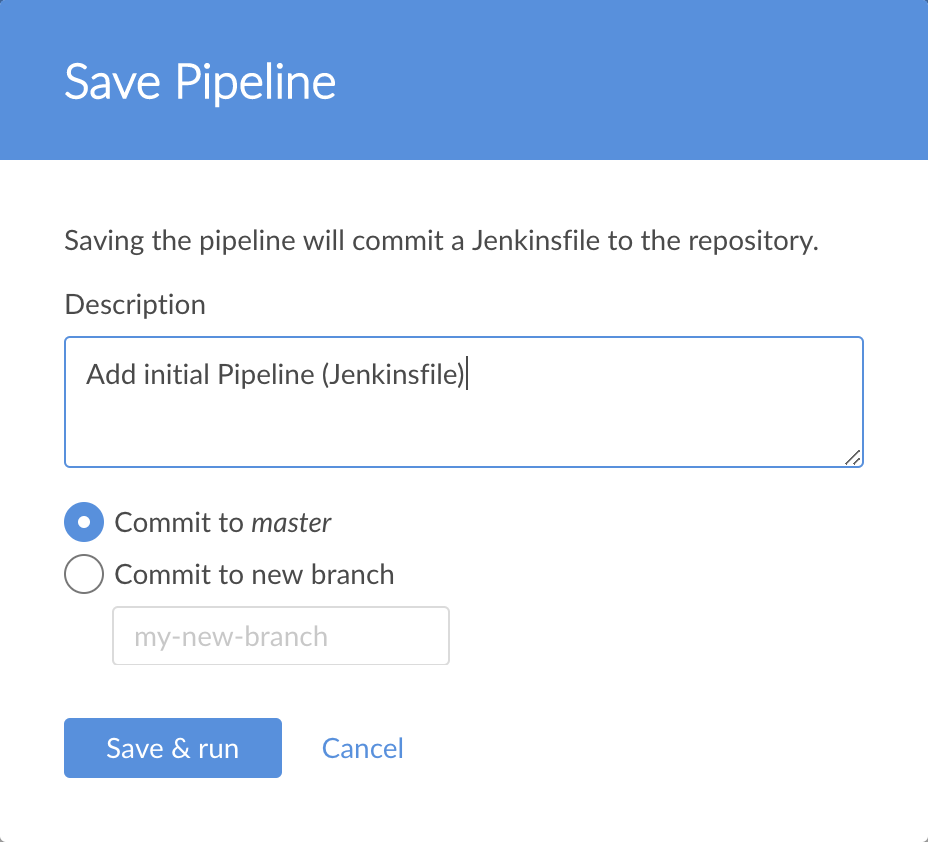 Save Pipeline
Saving the pipeline will commit a Jenkinsfile to the repository.
Description
Add initial Pipeline (Jenkinsfile)
Commit to master
Commit to new branch
my-new-branch
Save & run
Cancel